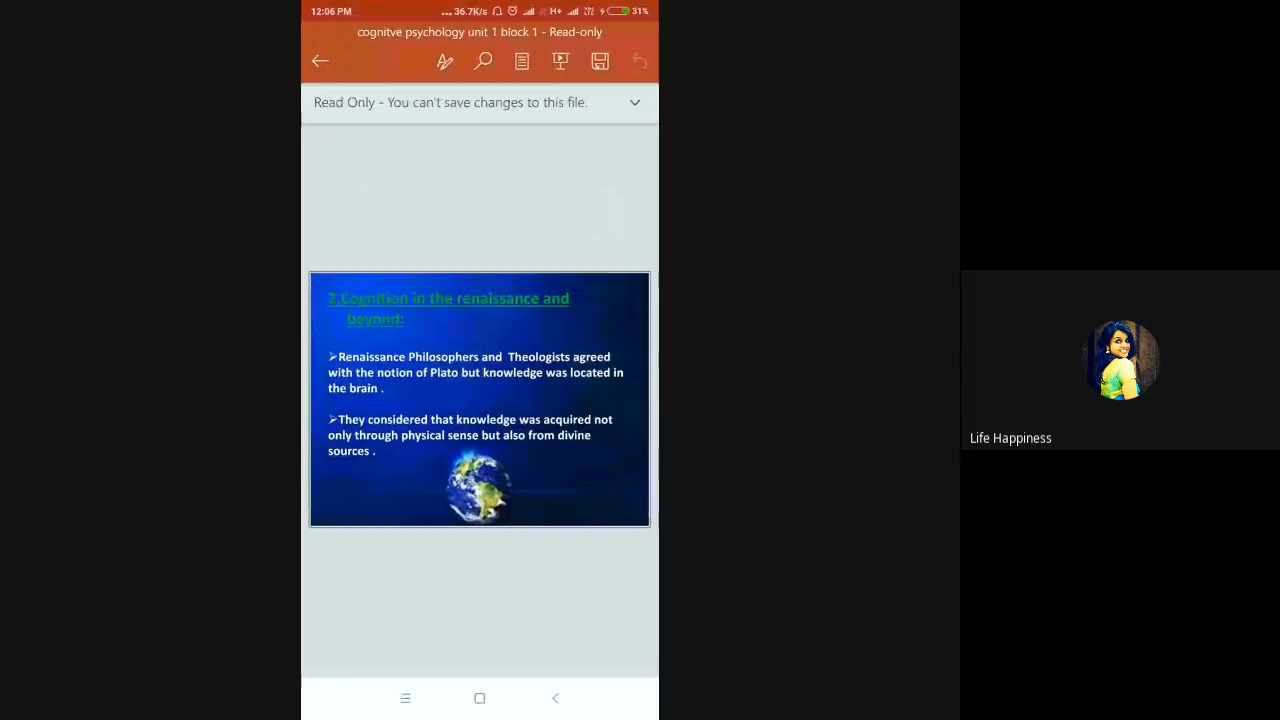 12:06 PM
... 36.7K/s
H+
31%
cognitve psychology unit 1 block 1 - Read-only
Read Only - You can't save changes to this file.
2.Cognition in the renaissance and
beyond:
➢Renaissance Philosophers and Theologists agreed
with the notion of Plato but knowledge was located in
the brain .
➢They considered that knowledge was acquired not
only through physical sense but also from divine
sources .
Life Happiness